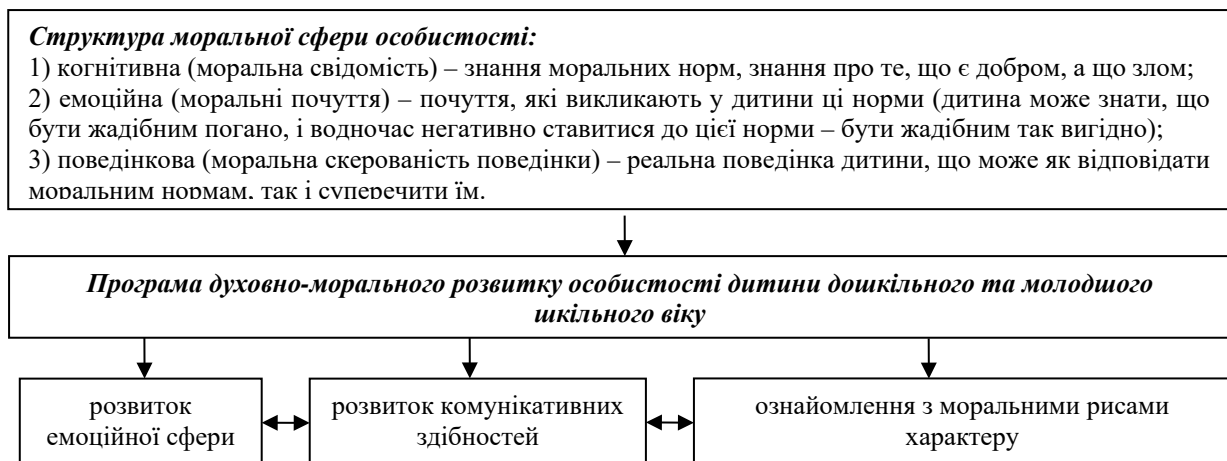 Структура моральної сфери особистості:
1) когнітивна (моральна свідомість) – знання моральних норм, знання про те, що є добром, а що злом;
2) емоційна (моральні почуття) – почуття, які викликають у дитини ці норми (дитина може знати, що
бути жадібним погано, і водночас негативно ставитися до цієї норми – бути жадібним так вигідно);
3) поведінкова (моральна скерованість поведінки) – реальна поведінка дитини, що може як відповідати
моральним нормам, так і суперечити їм.
Програма духовно-морального розвитку особистості дитини дошкільного та молодшого
шкільного віку
розвиток
емоційної сфери
розвиток комунікативних
здібностей
ознайомлення з моральними рисами
характеру